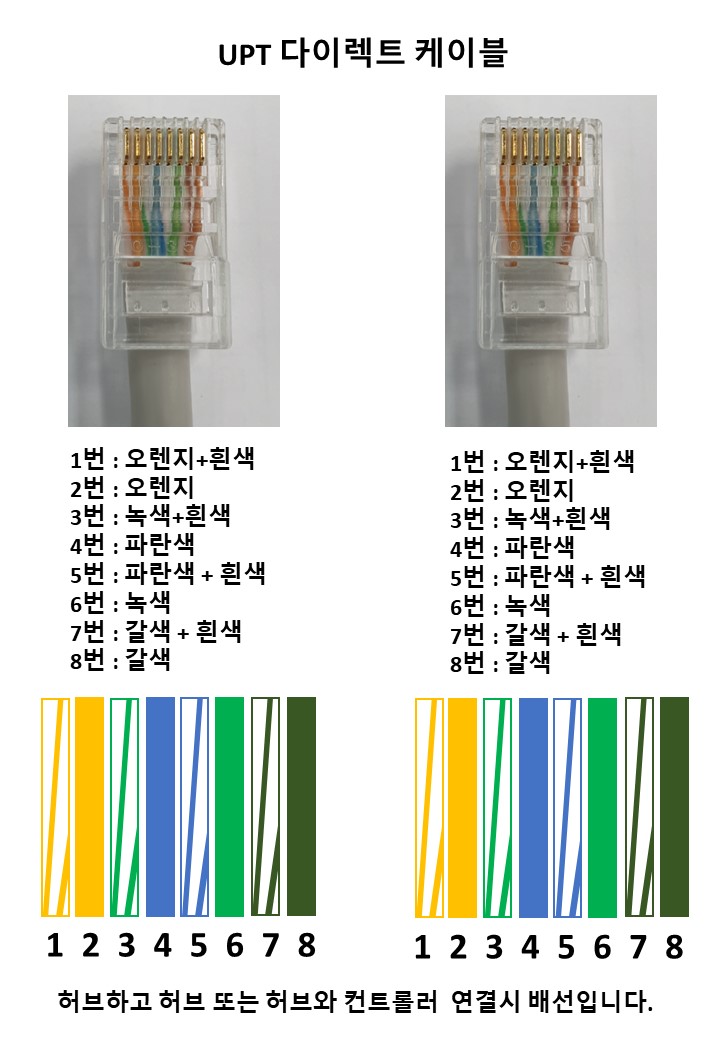 UPT 다이렉트 케이블
1번 : 오렌지+흰색
2번 : 오렌지
3번 : 녹색+흰색
4번 : 파란색
5번 : 파란색 + 흰색
6번 : 녹색
7번 : 갈색 + 흰색
8번 : 갈색
1번 : 오렌지+흰색
2번 : 오렌지
3번 : 녹색+흰색
4번 : 파란색
5번 : 파란색 + 흰색
6번 : 녹색
7번 : 갈색 + 흰색
8번 : 갈색
1 2 3 4 5 6 7 8
1 2 3 4 5 6 7 8
허브하고 허브 또는 허브와 컨트롤러 연결시 배선입니다.